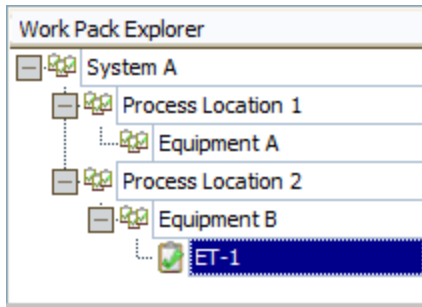 Work Pack Explorer
System A
Process Location 1
Equipment A
Process Location 2
Equipment B
ET-1